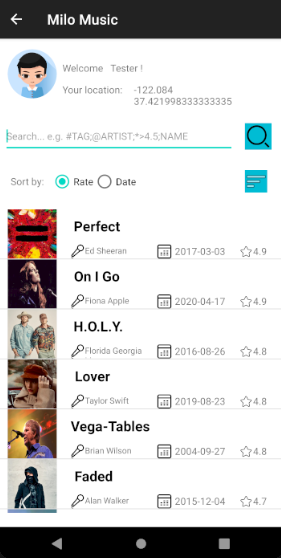 Milo Music
Welcome Tester !
Your location: -122.084
37.421998333333335
Search... e.g. #TAG;@ARTIST;*>4.5;NAME
Sort by: Rate Date
Perfect
Ed Sheeran 2017-03-03 4.9
On I Go
Fiona Apple 2020-04-17 4.9
H.O.L.Y.
Florida Georgia 2016-08-26 4.8
Lover
Taylor Swift 2019-08-23 4.8
Vega-Tables
Brian Wilson 2004-09-27 4.8
Faded
Alan Walker 2015-12-04 4.7